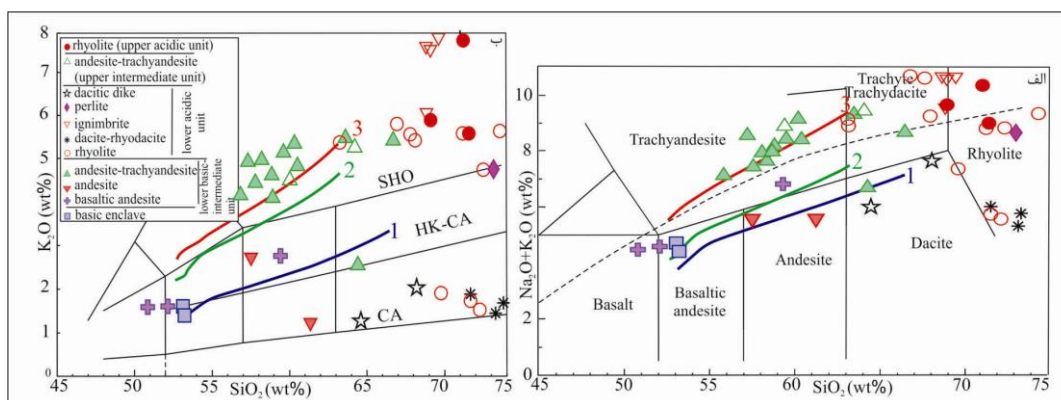 8
7
6
5
4
3
2
1
0
K₂O (wt%)
ب-
rhyolite (upper acidic unit)
andesite-trachyandesite
(upper intermediate unit)
dacitic dike
perlite
ignimbrite
dacite-rhyodacite
rhyolite
lower acidic
unit
andesite-trachyandesite
andesite
basaltic andesite
basic enclave
lower basic-
intermediate
unit
3
2
1
SHO
HK-CA
CA
45
50
55
60
65
70
75
SiO₂(wt%)
الف
10
8
6
4
2
0
Na₂O+K₂O (wt%)
Trachyte
Trachydacite
Trachyandesite
3
2
1
Rhyolite
Dacite
Andesite
Basaltic
andesite
Basalt
45
50
55
60
65
70
75
SiO₂(wt%)